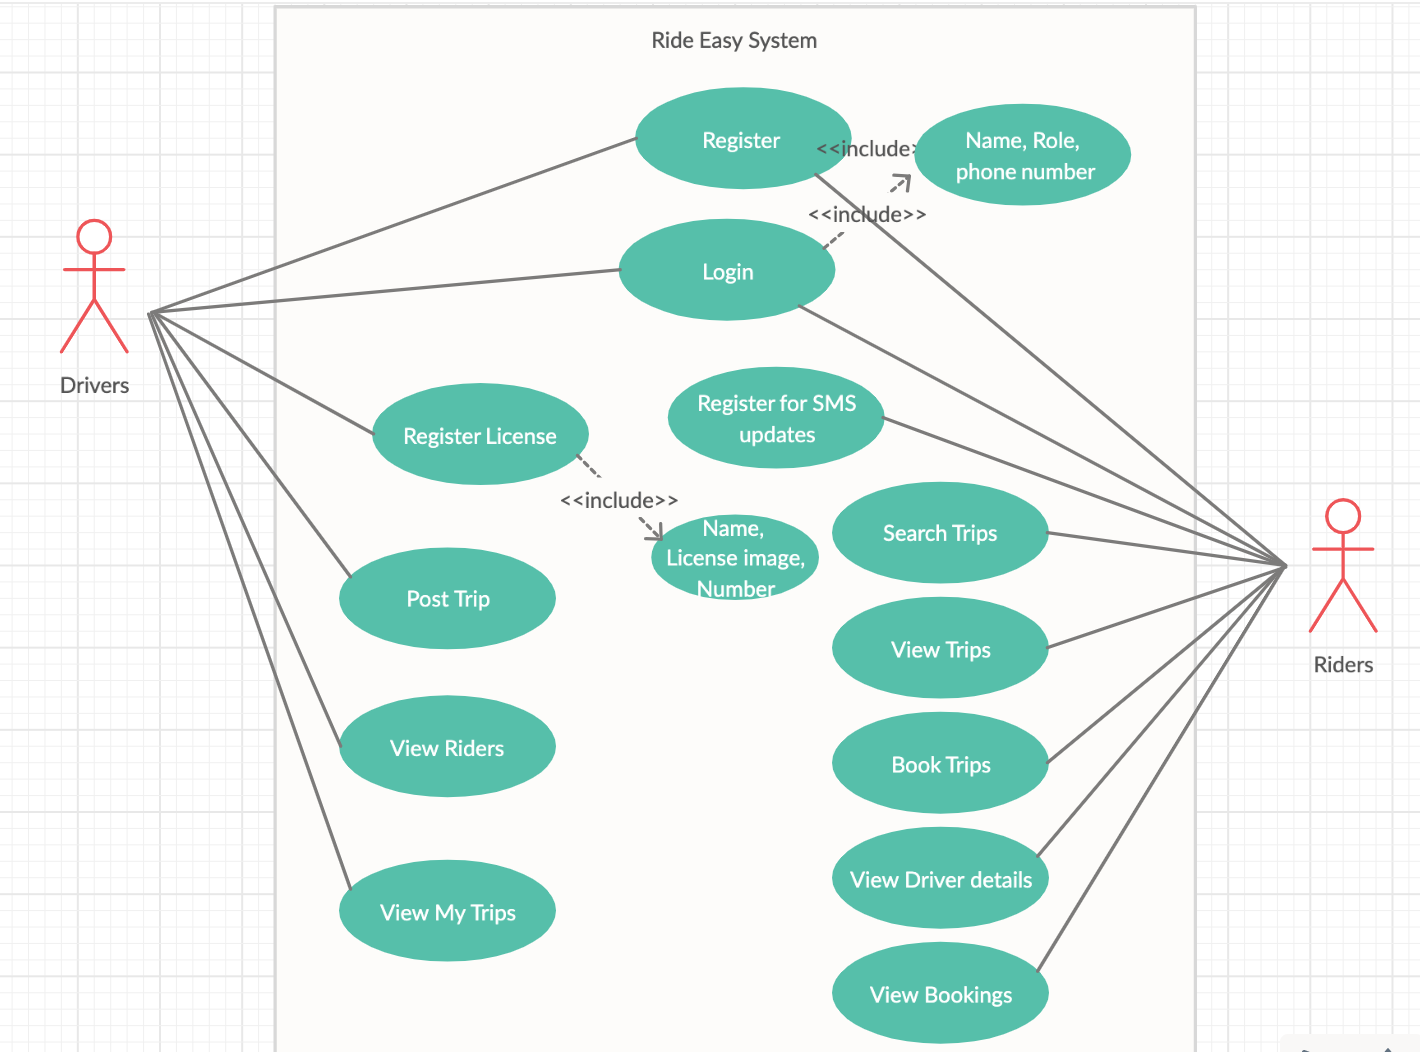 Ride Easy System
Register
<<include>
Name, Role,
phone number
<<include>>
Login
Drivers
Register License
Register for SMS
updates
<<include>>
Name,
License image,
Number
Search Trips
Post Trip
View Trips
Riders
View Riders
Book Trips
View Driver details
View My Trips
View Bookings